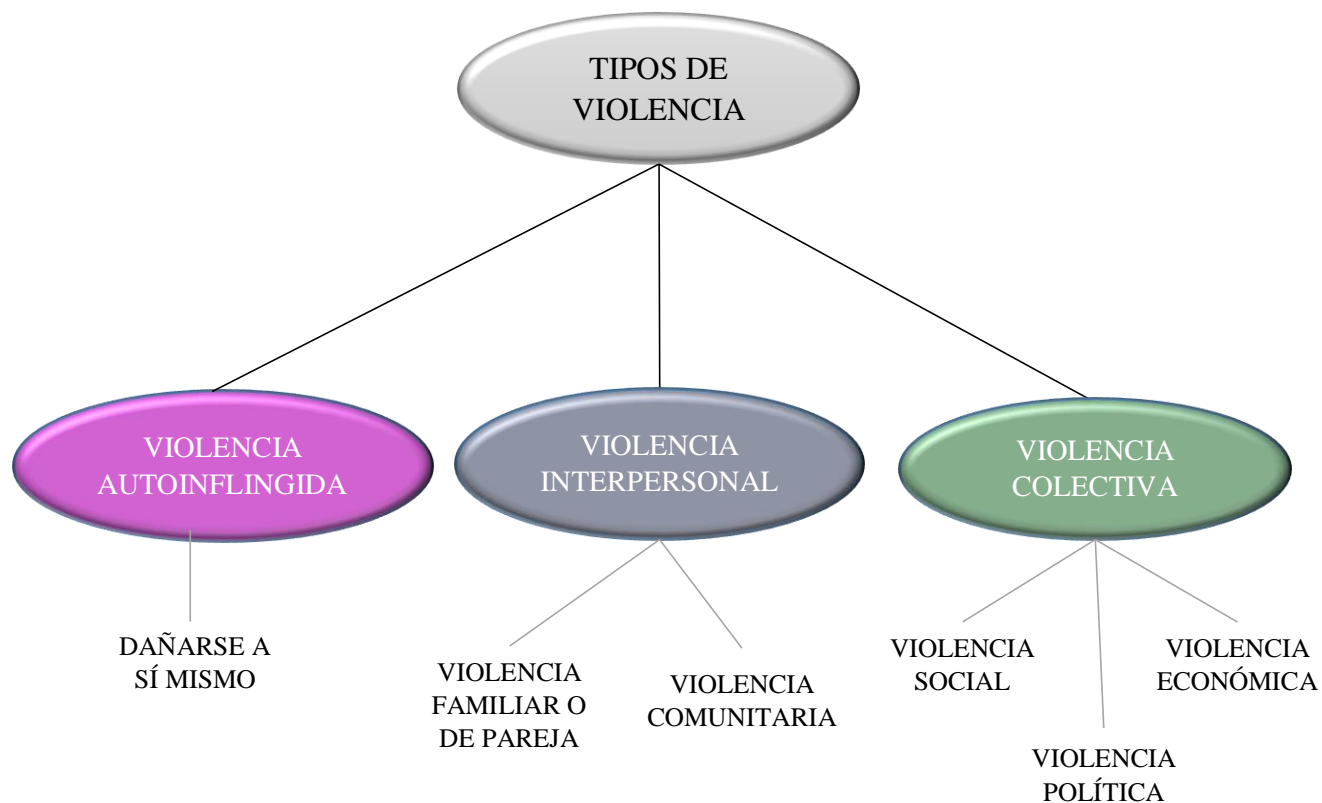 TIPOS DE
VIOLENCIA
VIOLENCIA
AUTOINFLINGIDA
VIOLENCIA
INTERPERSONAL
VIOLENCIA
COLECTIVA
DAÑARSE A
SÍ MISMO
VIOLENCIA
FAMILIAR O
DE PAREJA
VIOLENCIA
COMUNITARIA
VIOLENCIA
SOCIAL
VIOLENCIA
POLÍTICA
VIOLENCIA
ECONÓMICA